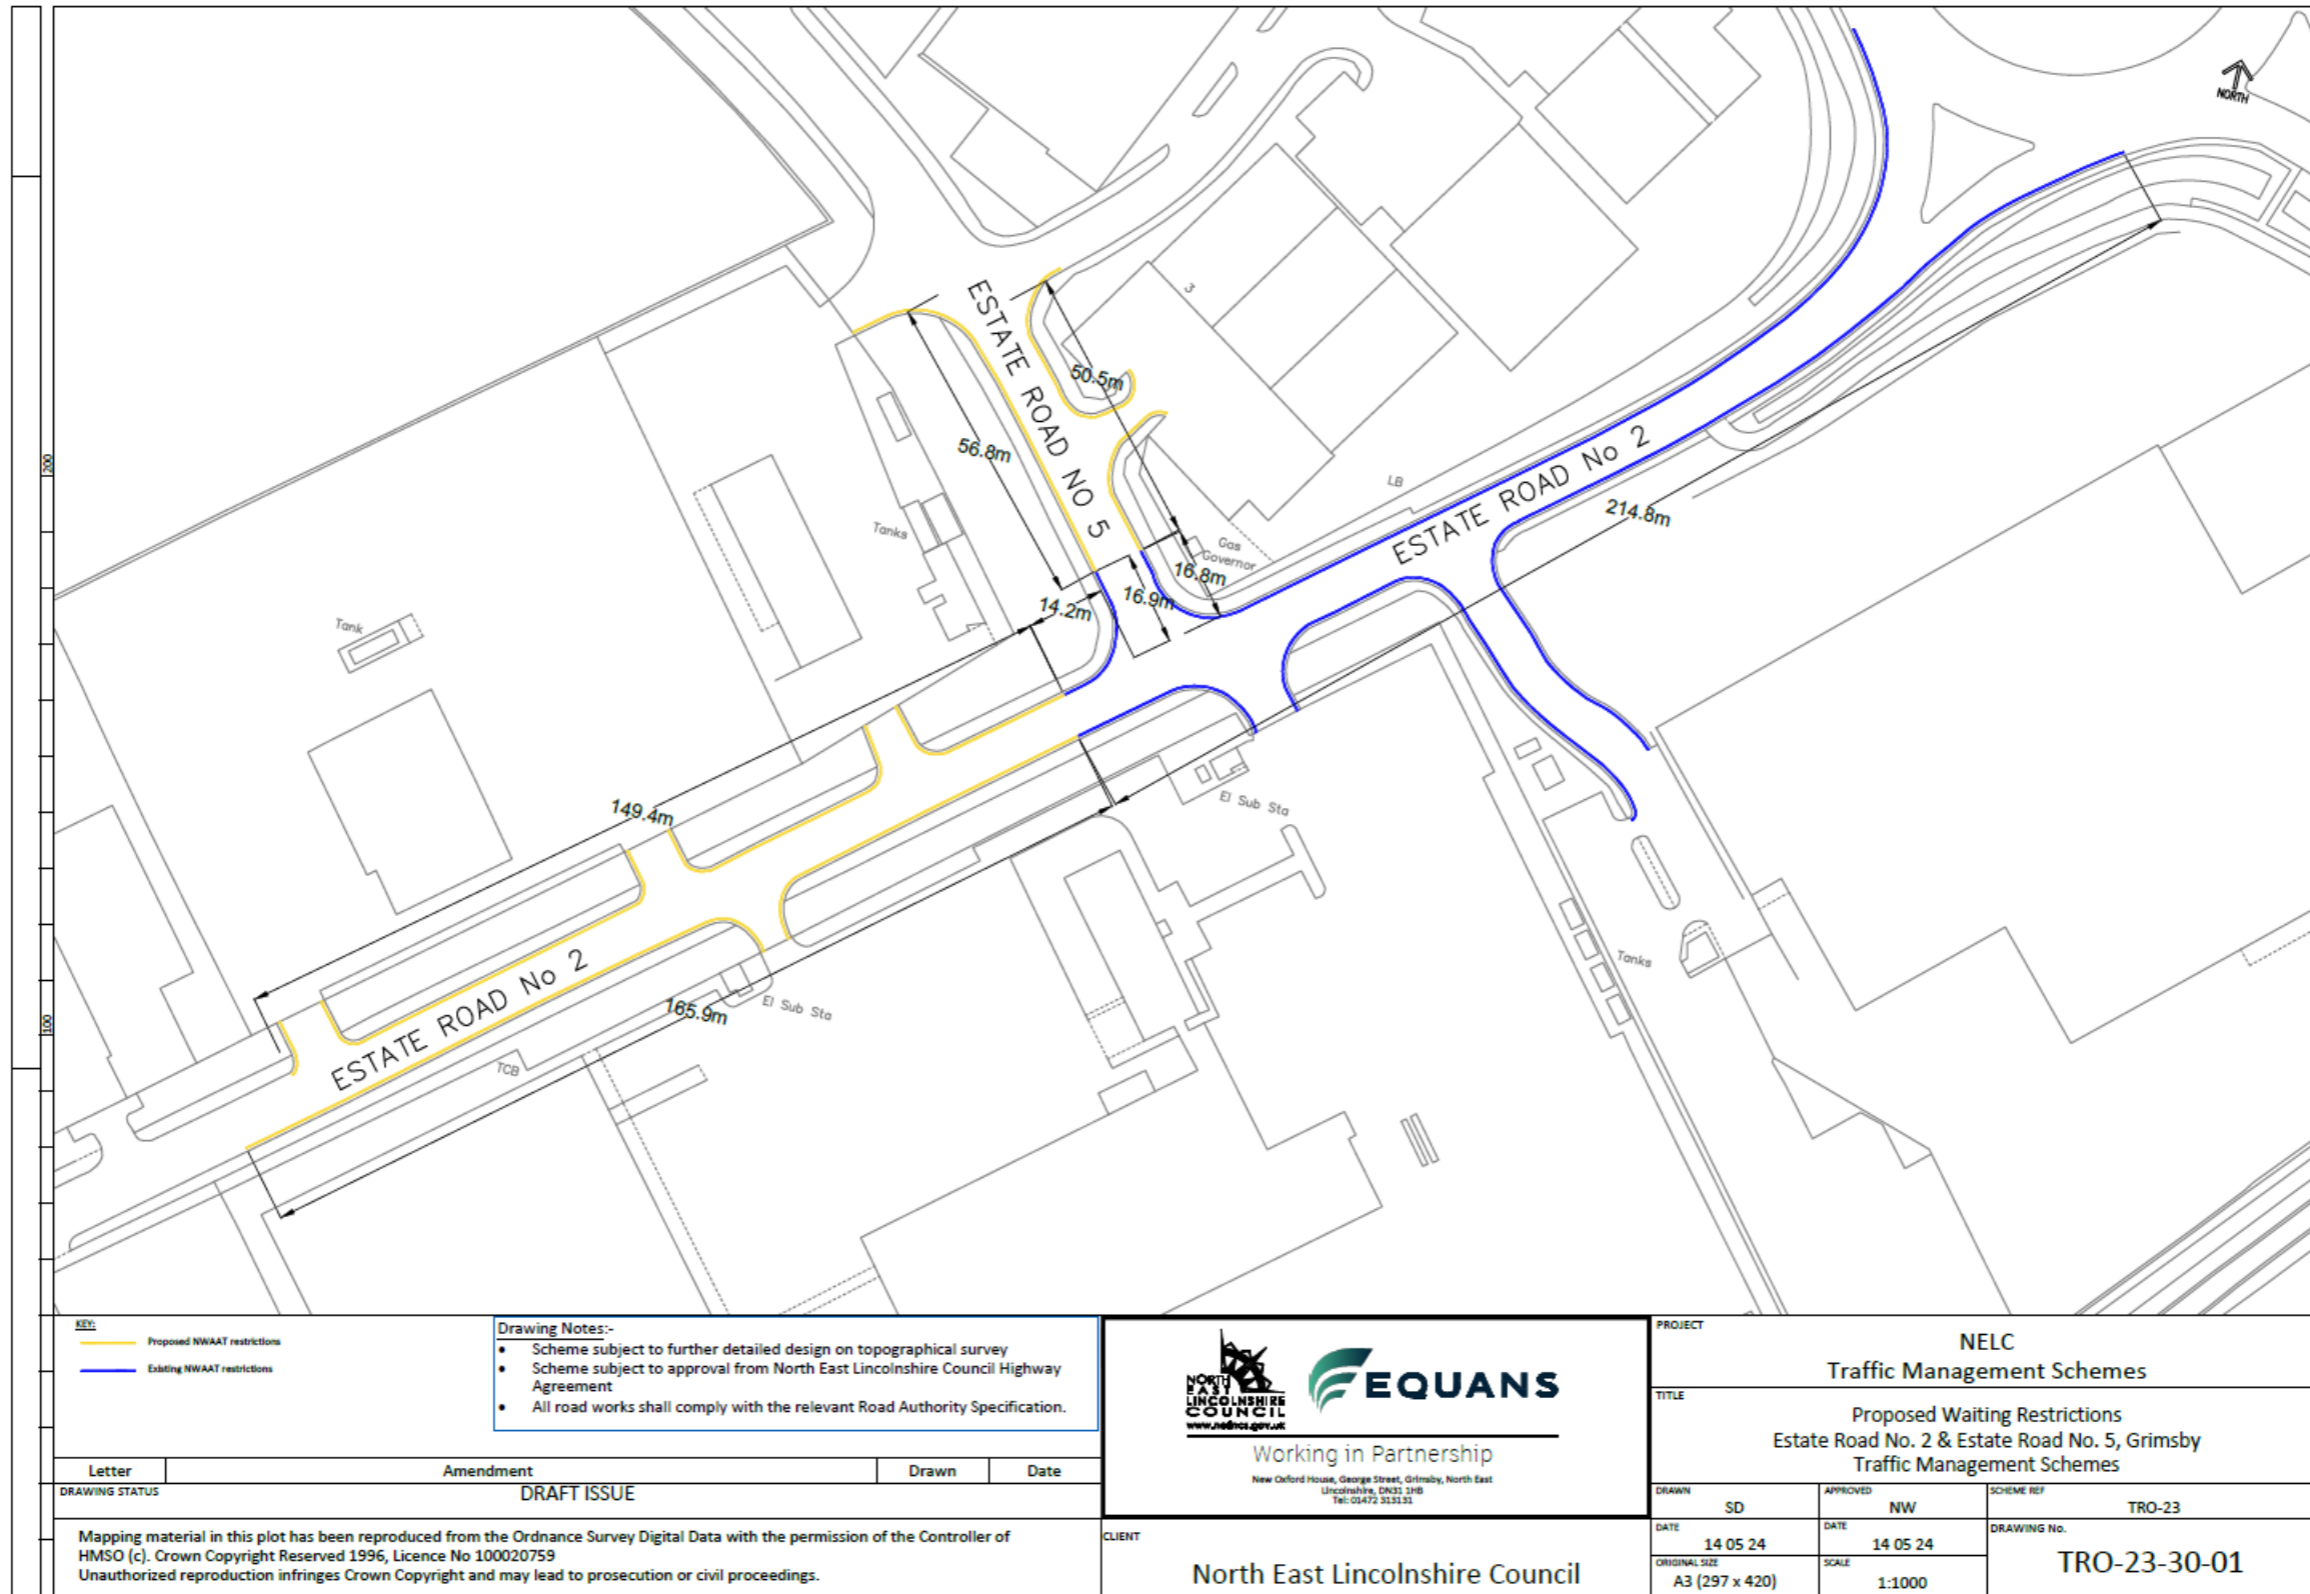 NORTH
3
ESTATE ROAD NO 5
50.5m
56.8m
200
LB
ESTATE ROAD No 2
214.8m
Tanks
Gas
Governor
16.8m
16.9m
14.2m
Tank
149.4m
El Sub Sta
Tanks
ESTATE ROAD No 2
165.9m
El Sub Sta
100
TCB
KEY:
Proposed NWAAT restrictions
Existing NWAAT restrictions
Drawing Notes:-
• Scheme subject to further detailed design on topographical survey
• Scheme subject to approval from North East Lincolnshire Council Highway
Agreement
• All road works shall comply with the relevant Road Authority Specification.
Letter Amendment Drawn Date
DRAWING STATUS
DRAFT ISSUE
Mapping material in this plot has been reproduced from the Ordnance Survey Digital Data with the permission of the Controller of
HMSO (c). Crown Copyright Reserved 1996, Licence No 100020759
Unauthorized reproduction infringes Crown Copyright and may lead to prosecution or civil proceedings.
NORTH
EAST
LINCOLNSHIRE
COUNCIL
www.nelincs.gov.uk
EQUANS
Working in Partnership
New Oxford House, George Street, Grimsby, North East
Lincolnshire, DN31 1HB
Tel: 01472 313131
CLIENT
North East Lincolnshire Council
PROJECT
NELC
Traffic Management Schemes
TITLE
Proposed Waiting Restrictions
Estate Road No. 2 & Estate Road No. 5, Grimsby
Traffic Management Schemes
DRAWN
SD
APPROVED
NW
SCHEME REF
TRO-23
DATE
14 05 24
DATE
14 05 24
DRAWING No.
TRO-23-30-01
ORIGINAL SIZE
A3 (297 x 420)
SCALE
1:1000